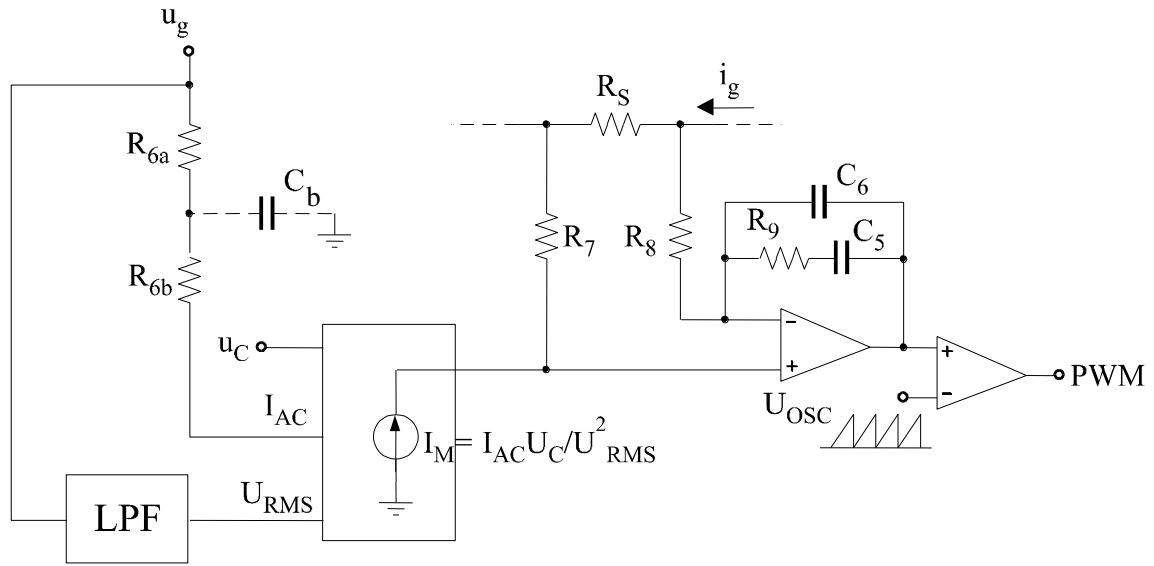 u_g
R_S
i_g
R_6a
C_b
C_6
R_9
C_5
R_7
R_8
R_6b
u_C
-
+
+
-
PWM
U_OSC
I_AC
I_M = I_AC U_C/U^2_RMS
U_RMS
LPF